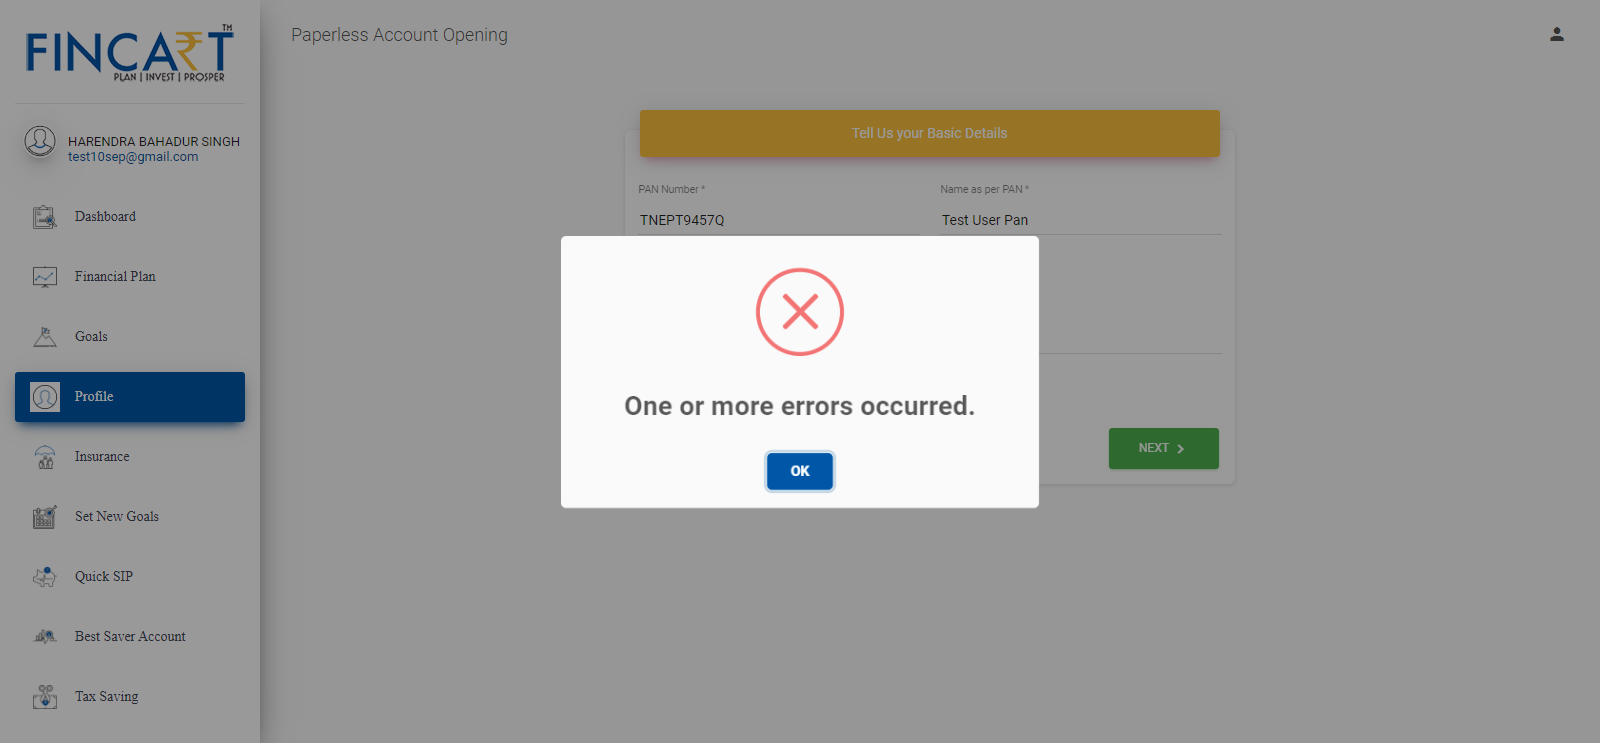 FINCART
TM
PLAN | INVEST | PROSPER
HARENDRA BAHADUR SINGH
test10sep@gmail.com
Dashboard
Financial Plan
Goals
Profile
Insurance
Set New Goals
Quick SIP
Best Saver Account
Tax Saving
Paperless Account Opening
Tell Us your Basic Details
PAN Number *
Name as per PAN *
TNEPT9457Q
Test User Pan
One or more errors occurred.
OK
NEXT